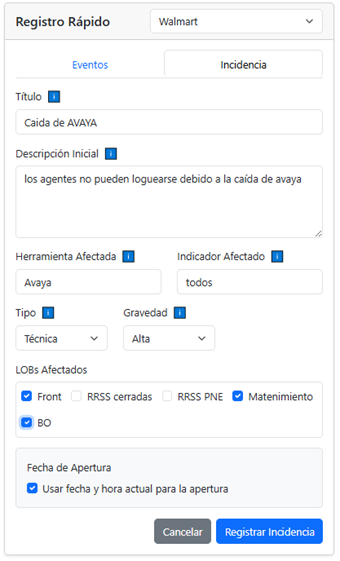 Registro Rápido Walmart
Eventos Incidencia
Título i
Caida de AVAYA
Descripción Inicial i
los agentes no pueden loguearse debido a la caída de avaya
Herramienta Afectada i Indicador Afectado i
Avaya todos
Tipo i Gravedad i
Técnica Alta
LOBs Afectados
Front RRSS cerradas RRSS PNE Matenimiento
BO
Fecha de Apertura
Usar fecha y hora actual para la apertura
Cancelar Registrar Incidencia